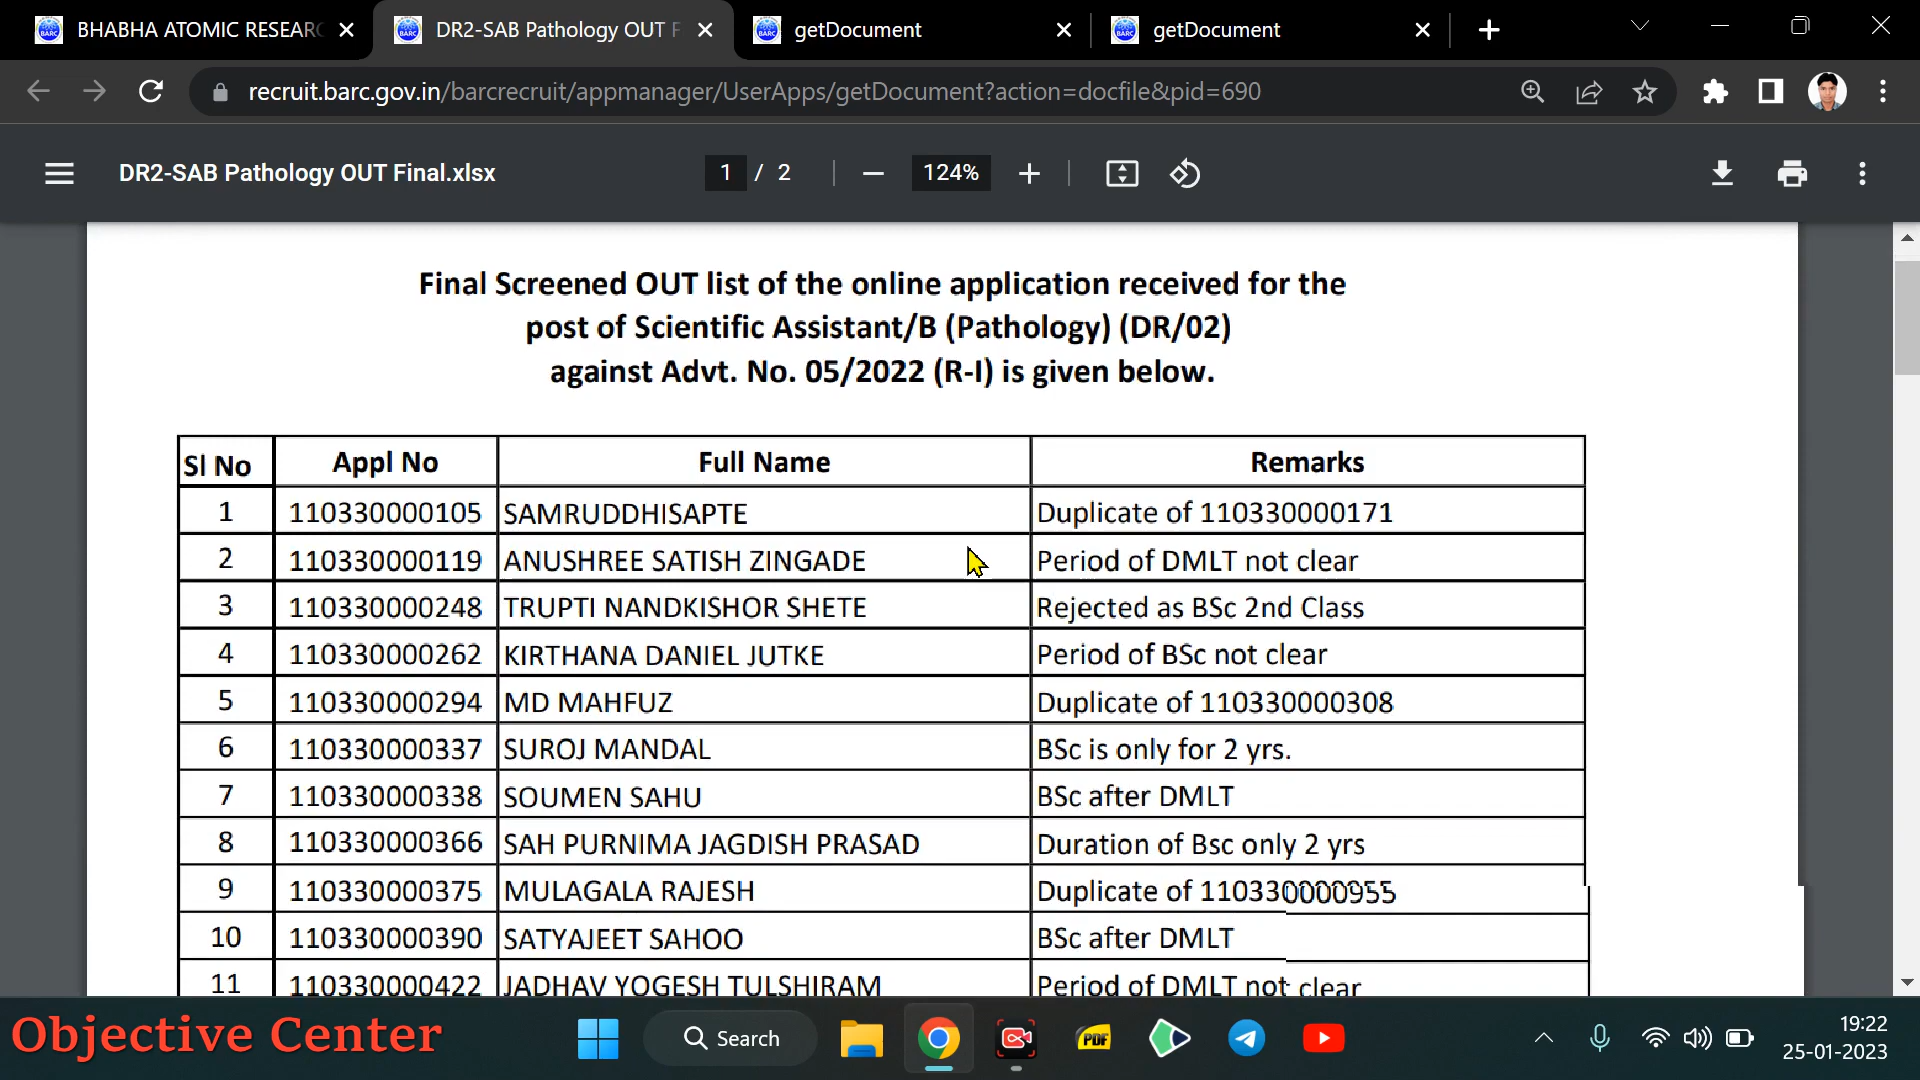 BHABHA ATOMIC RESEARC
DR2-SAB Pathology OUT F
getDocument
getDocument
recruit.barc.gov.in/barcrecruit/appmanager/UserApps/getDocument?action=docfile&pid=690
DR2-SAB Pathology OUT Final.xlsx
1 / 2
124%
Final Screened OUT list of the online application received for the
post of Scientific Assistant/B (Pathology) (DR/02)
against Advt. No. 05/2022 (R-I) is given below.
Sl No Appl No Full Name Remarks
1 110330000105 SAMRUDDHISAPTE Duplicate of 110330000171
2 110330000119 ANUSHREE SATISH ZINGADE Period of DMLT not clear
3 110330000248 TRUPTI NANDKISHOR SHETE Rejected as BSc 2nd Class
4 110330000262 KIRTHANA DANIEL JUTKE Period of BSc not clear
5 110330000294 MD MAHFUZ Duplicate of 110330000308
6 110330000337 SUROJ MANDAL BSc is only for 2 yrs.
7 110330000338 SOUMEN SAHU BSc after DMLT
8 110330000366 SAH PURNIMA JAGDISH PRASAD Duration of Bsc only 2 yrs
9 110330000375 MULAGALA RAJESH Duplicate of 110330000955
10 110330000390 SATYAJEET SAHOO BSc after DMLT
11 110330000422 JADHAV YOGESH TULSHIRAM Period of DMLT not clear
Objective Center
Search
PDF
19:22
25-01-2023